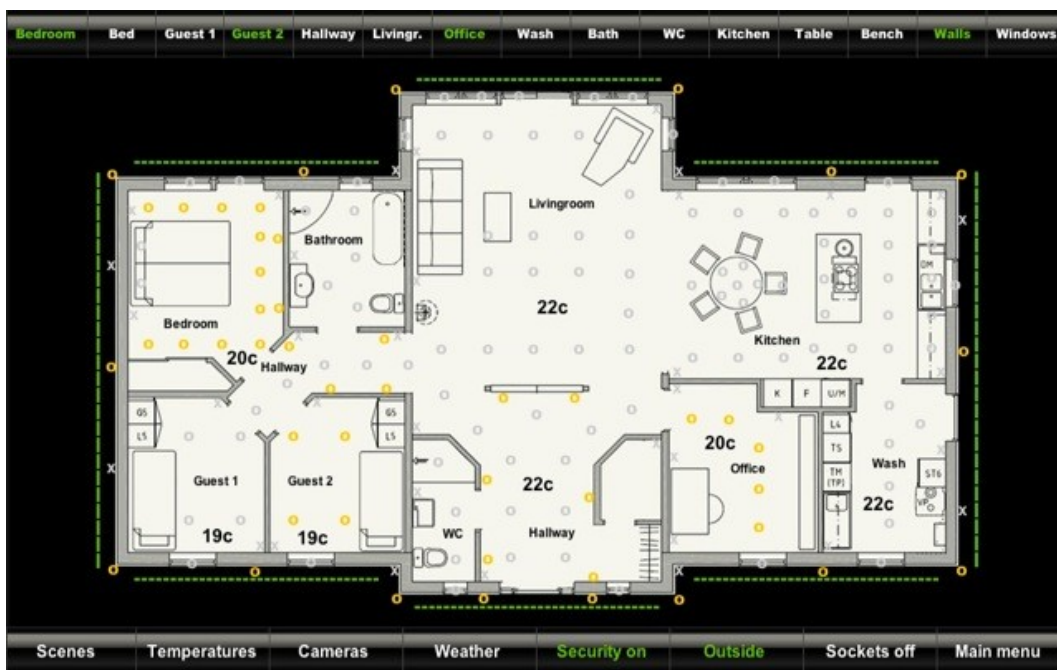 Bedroom Bed Guest 1 Guest 2 Hallway Livingr. Office Wash Bath WC Kitchen Table Bench Walls Windows
Livingroom
Bathroom
DM
22c
Bedroom
Kitchen
20c
Hallway
22c
K F U/M
GS
LS
GS
LS
L4
TS
TM
(TP)
20c
Office
Wash
ST6
VP
22c
Guest 1
Guest 2
22c
WC
Hallway
19c
19c
Scenes Temperatures Cameras Weather Security on Outside Sockets off Main menu